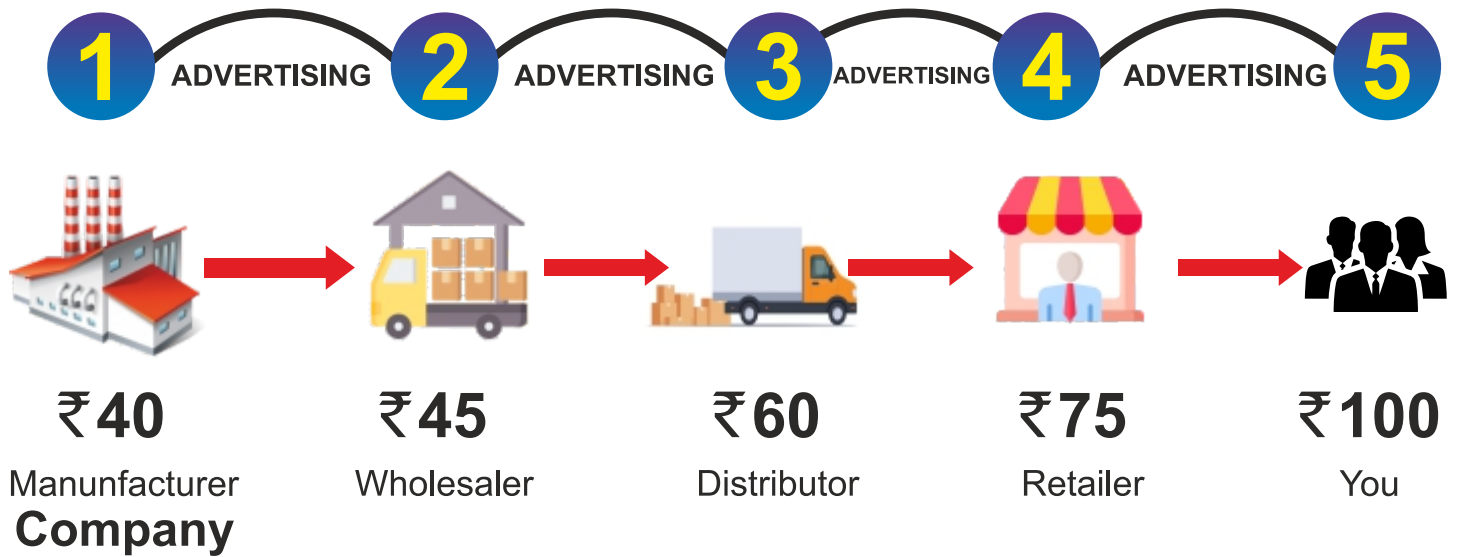 1 ADVERTISING 2 ADVERTISING 3 ADVERTISING 4 ADVERTISING 5
₹40 ₹45 ₹60 ₹75 ₹100
Manunfacturer Wholesaler Distributor Retailer You
Company